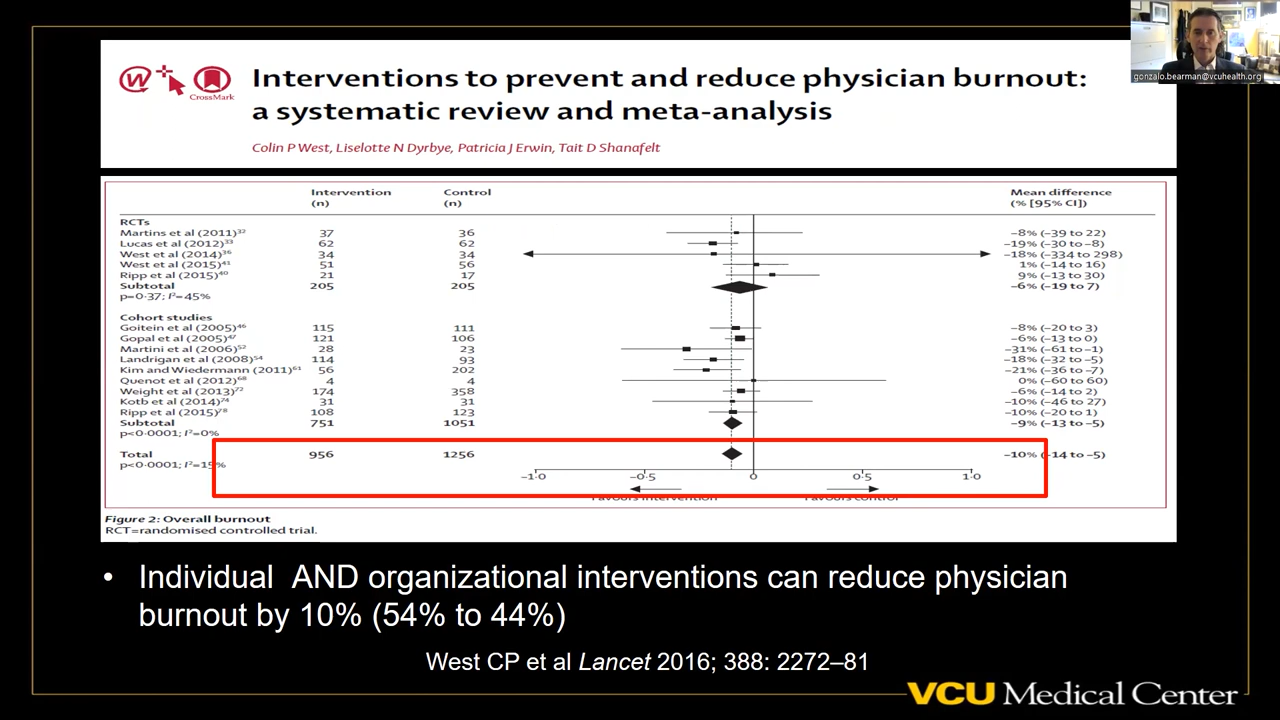 gonzalo.bearman@vcuhealth.org
W
CrossMark
Interventions to prevent and reduce physician burnout:
a systematic review and meta-analysis
Colin P West, Liselotte N Dyrbye, Patricia J Erwin, Tait D Shanafelt
Intervention (n) Control (n) Mean difference (% [95% CI])
RCTs
Martins et al (2011)³² 37 36 –8% (–39 to 22)
Lucas et al (2012)³³ 62 62 –19% (–30 to –8)
West et al (2014)³⁶ 34 34 –18% (–334 to 298)
West et al (2015)⁴¹ 51 56 1% (–14 to 16)
Ripp et al (2015)⁴⁰ 21 17 9% (–13 to 30)
Subtotal 205 205 –6% (–19 to 7)
p=0·37; I²=45%
Cohort studies
Goitein et al (2005)⁴⁶ 115 111 –8% (–20 to 3)
Gopal et al (2005)⁴⁷ 121 106 –6% (–13 to 0)
Martini et al (2006)⁵² 28 23 –31% (–61 to –1)
Landrigan et al (2008)⁵⁴ 114 93 –18% (–32 to –5)
Kim and Wiedermann (2011)⁶¹ 56 202 –21% (–36 to –7)
Quenot et al (2012)⁶⁸ 4 4 0% (–60 to 60)
Weight et al (2013)⁷² 174 358 –6% (–14 to 2)
Kotb et al (2014)⁷⁴ 31 31 –10% (–46 to 27)
Ripp et al (2015)⁷⁸ 108 123 –10% (–20 to 1)
Subtotal 751 1051 –9% (–13 to –5)
p<0·0001; I²=0%
Total 956 1256 –10% (–14 to –5)
p<0·0001; I²=15%
–1·0 –0·5 0 0·5 1·0
Favours intervention Favours control
Figure 2: Overall burnout
RCT=randomised controlled trial.
• Individual AND organizational interventions can reduce physician
burnout by 10% (54% to 44%)
West CP et al Lancet 2016; 388: 2272–81
VCU Medical Center